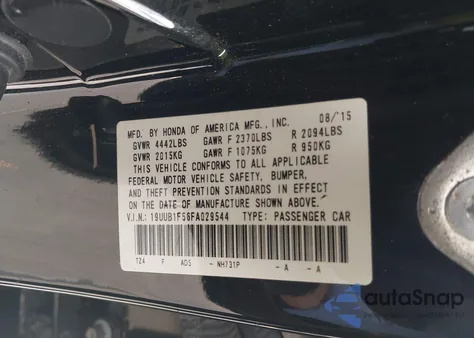 MFD. BY HONDA OF AMERICA MFG., INC. 08/15
GVWR 4442LBS GAWR F 2370LBS R 2094LBS
GVWR 2015KG GAWR F 1075KG R 950KG
THIS VEHICLE CONFORMS TO ALL APPLICABLE
FEDERAL MOTOR VEHICLE SAFETY, BUMPER,
AND THEFT PREVENTION STANDARDS IN EFFECT
ON THE DATE OF MANUFACTURE SHOWN ABOVE.
V.I.N.: 19UUB1F56FA029544 TYPE: PASSENGER CAR
TZ4 F ADS - NH731P - A - A
autoSnap